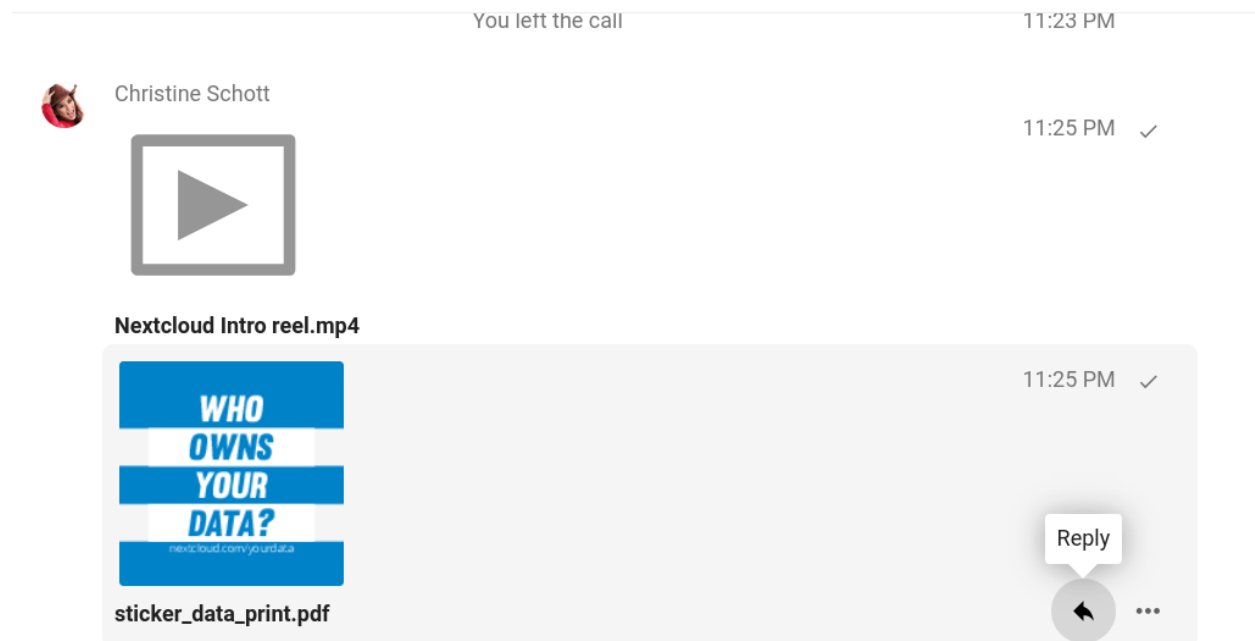 You left the call 11:23 PM
Christine Schott
11:25 PM
Nextcloud Intro reel.mp4
11:25 PM
WHO
OWNS
YOUR
DATA?
nextcloud.com/yourdata
Reply
sticker_data_print.pdf